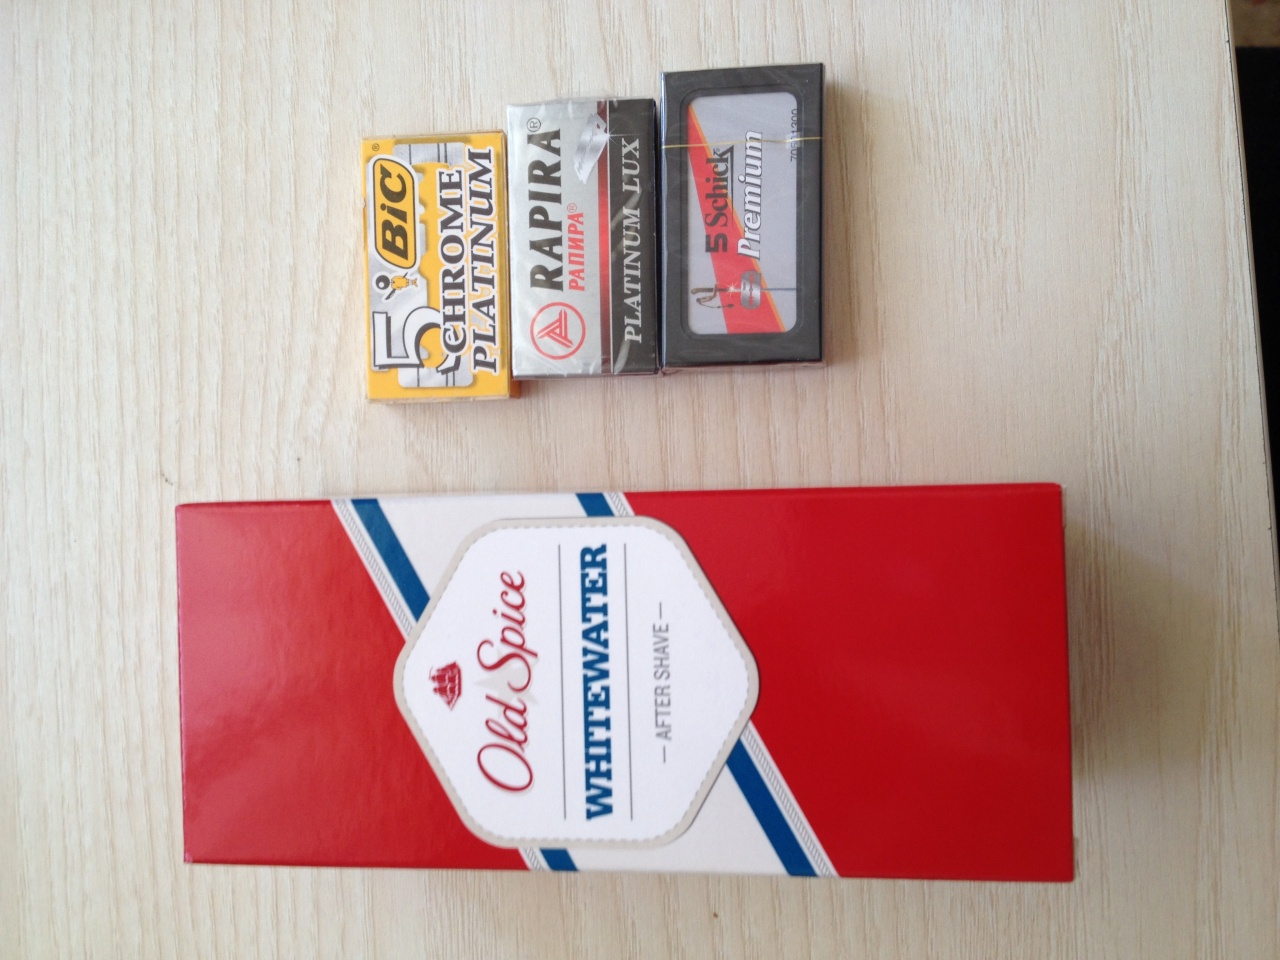 BIC®
5 CHROME
PLATINUM
RAPIRA®
РАПИРА®
PLATINUM LUX
5 Schick
Premium
Old Spice
WHITEWATER
— AFTER SHAVE —